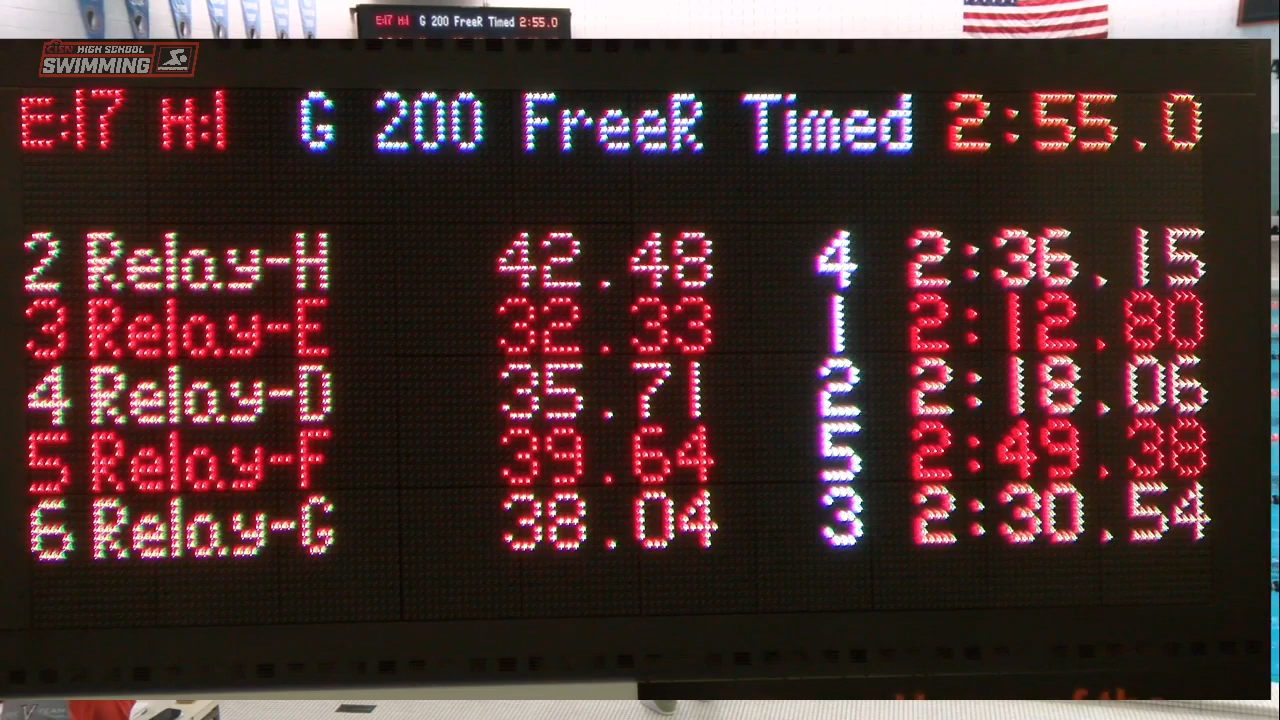 E:17 H:1 G 200 FreeR Timed 2:55.0
CISN HIGH SCHOOL
SWIMMING
E:17 H:1 G 200 FreeR Timed 2:55.0
2 Relay-H 42.48 4 2:36.15
3 Relay-E 32.33 1 2:12.80
4 Relay-D 35.71 2 2:18.06
5 Relay-F 39.64 5 2:49.38
6 Relay-G 38.04 3 2:30.54